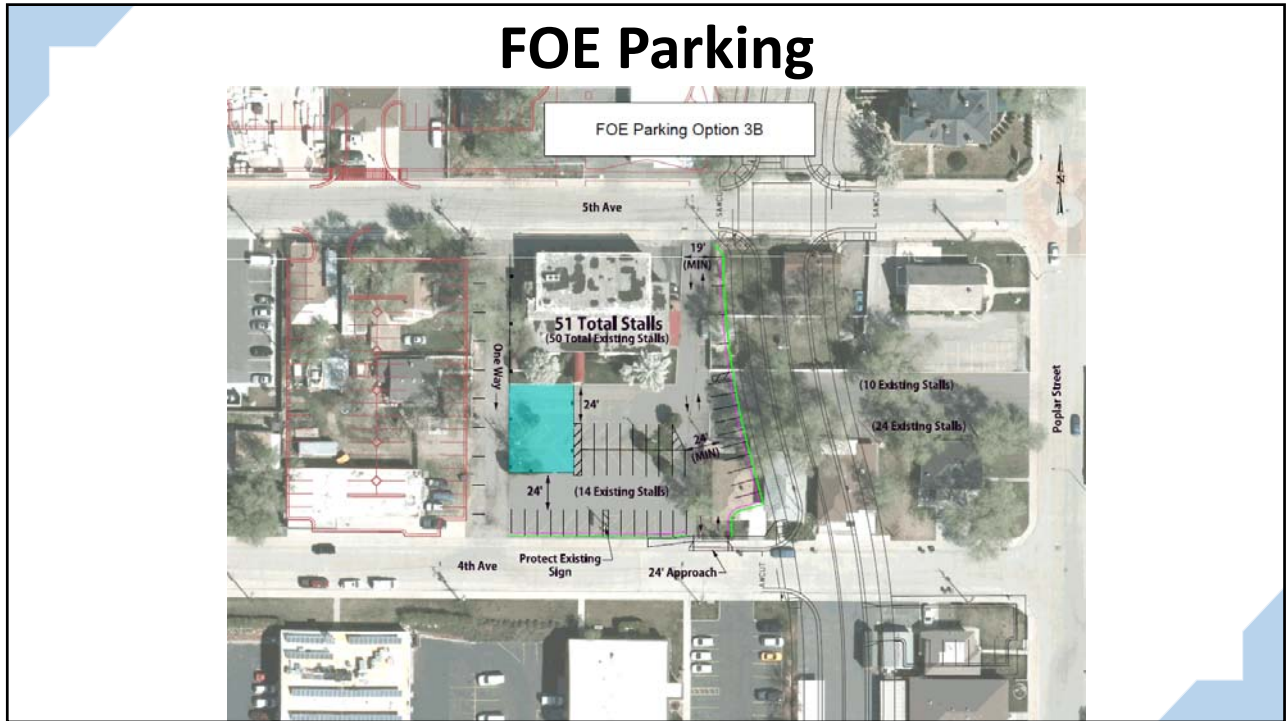 FOE Parking
FOE Parking Option 3B
N
5th Ave
SAWCUT
SAWCUT
19'
(MIN)
51 Total Stalls
(50 Total Existing Stalls)
One Way
24'
(10 Existing Stalls)
(24 Existing Stalls)
Poplar Street
24'
(MIN)
24'
(14 Existing Stalls)
Protect Existing
Sign
4th Ave
24' Approach